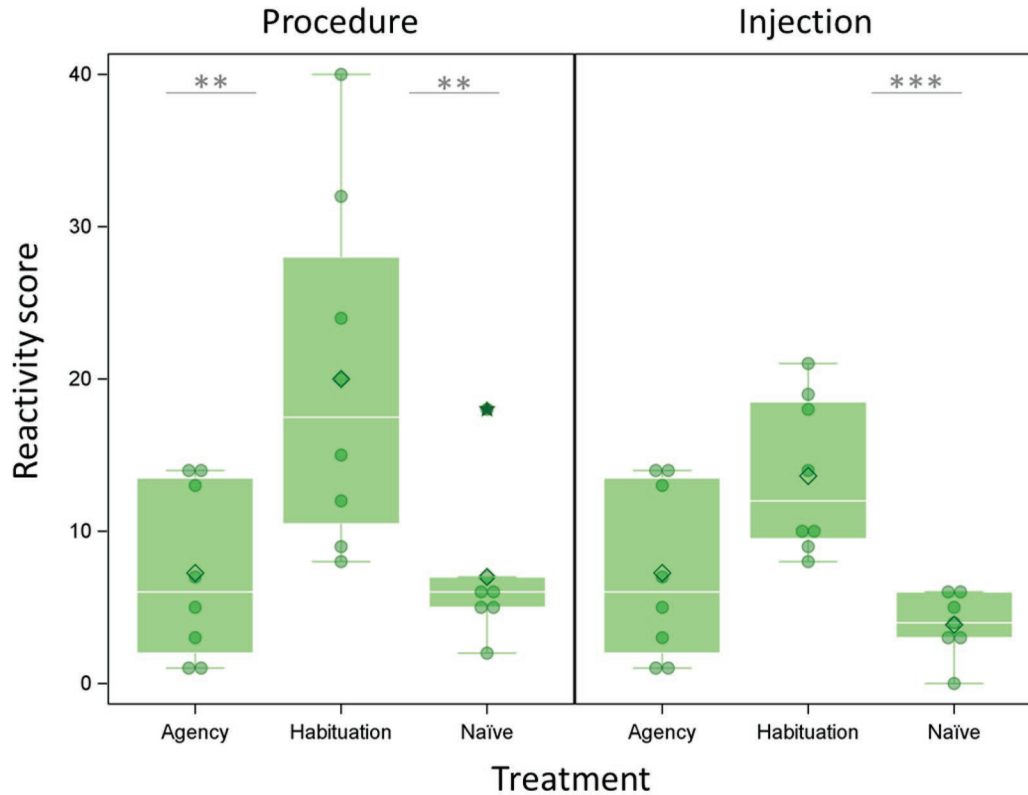 Procedure
Injection
** ** ***
40
30
20
10
0
Reactivity score
Agency Habituation Naïve Agency Habituation Naïve
Treatment